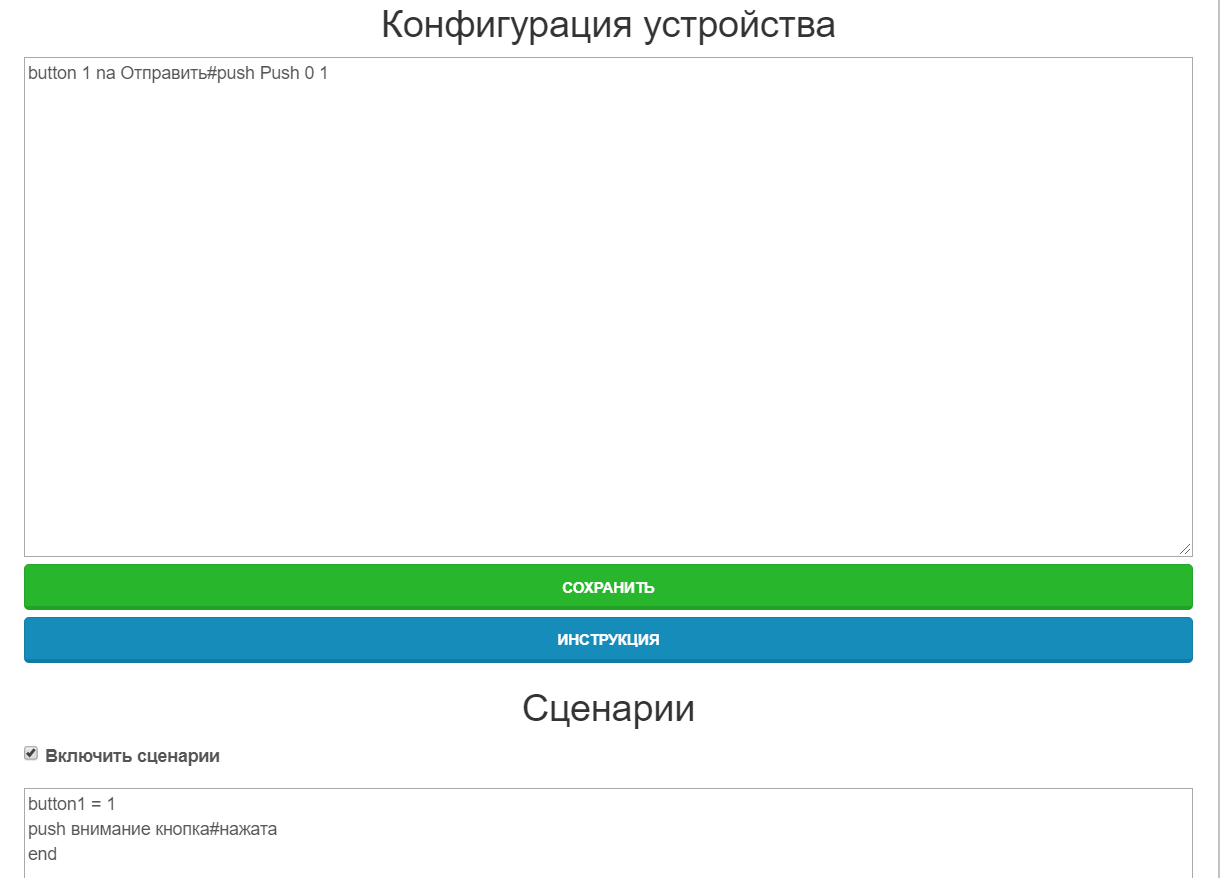 Конфигурация устройства
button 1 na Отправить#push Push 0 1
СОХРАНИТЬ
ИНСТРУКЦИЯ
Сценарии
Включить сценарии
button1 = 1
push внимание кнопка#нажата
end